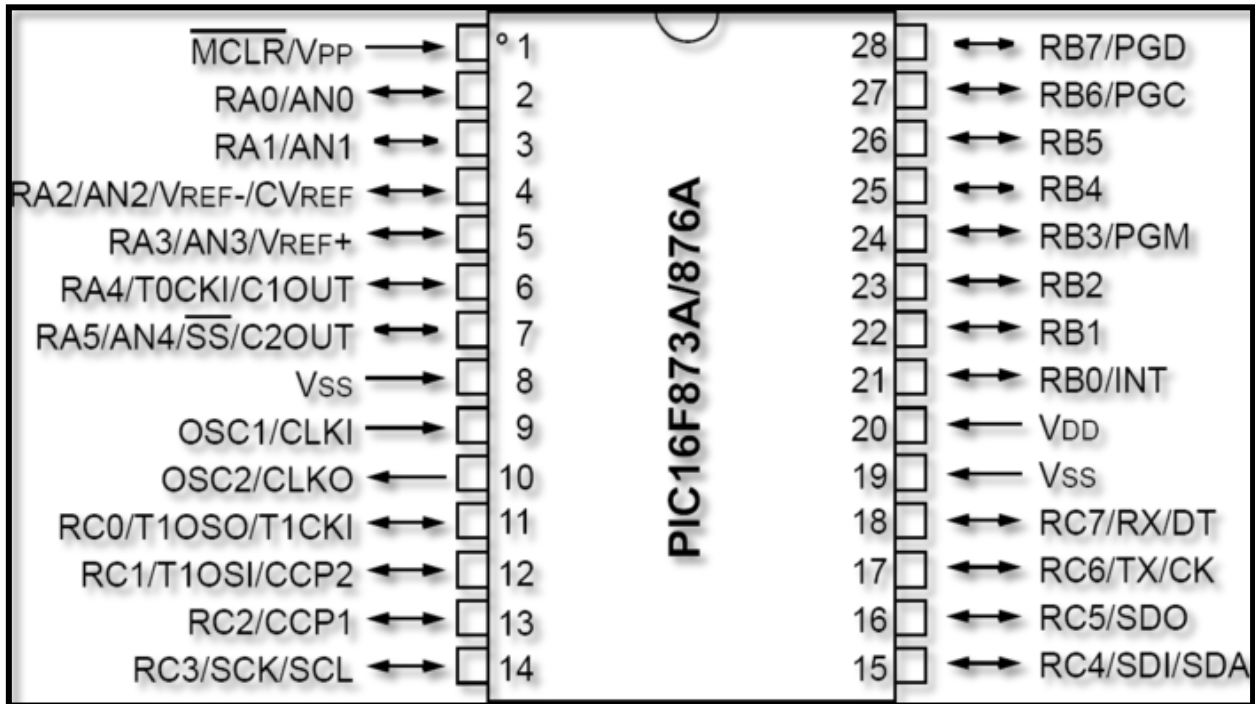 MCLR/VPP
RA0/AN0
RA1/AN1
RA2/AN2/VREF-/CVREF
RA3/AN3/VREF+
RA4/T0CKI/C1OUT
RA5/AN4/SS/C2OUT
VSS
OSC1/CLKI
OSC2/CLKO
RC0/T1OSO/T1CKI
RC1/T1OSI/CCP2
RC2/CCP1
RC3/SCK/SCL
1
2
3
4
5
6
7
8
9
10
11
12
13
14
PIC16F873A/876A
28
27
26
25
24
23
22
21
20
19
18
17
16
15
RB7/PGD
RB6/PGC
RB5
RB4
RB3/PGM
RB2
RB1
RB0/INT
VDD
VSS
RC7/RX/DT
RC6/TX/CK
RC5/SDO
RC4/SDI/SDA